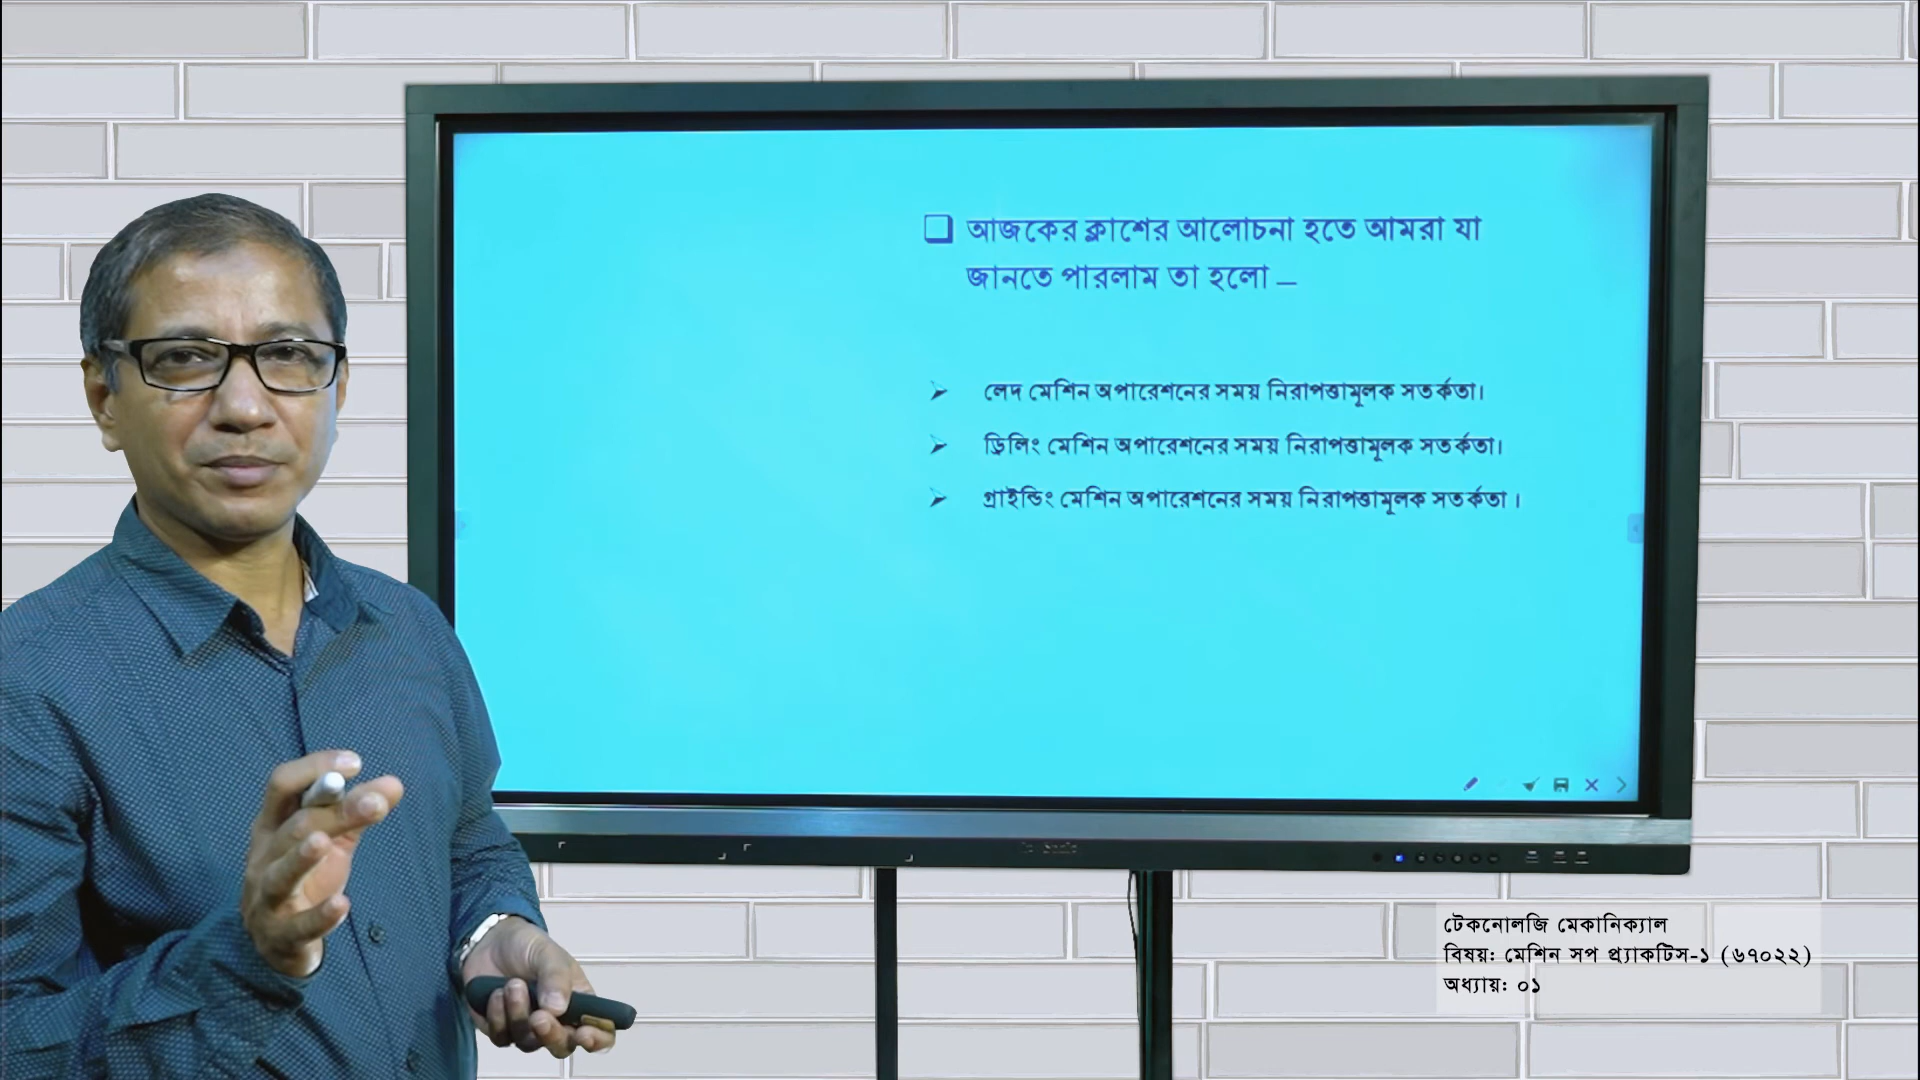 আজকের ক্লাশের আলোচনা হতে আমরা যা
জানতে পারলাম তা হলো –
লেদ মেশিন অপারেশনের সময় নিরাপত্তামূলক সতর্কতা।
ড্রিলিং মেশিন অপারেশনের সময় নিরাপত্তামূলক সতর্কতা।
গ্রাইন্ডিং মেশিন অপারেশনের সময় নিরাপত্তামূলক সতর্কতা ।
টেকনোলজি মেকানিক্যাল
বিষয়: মেশিন সপ প্র্যাকটিস-১ (৬৭০২২)
অধ্যায়: ০১